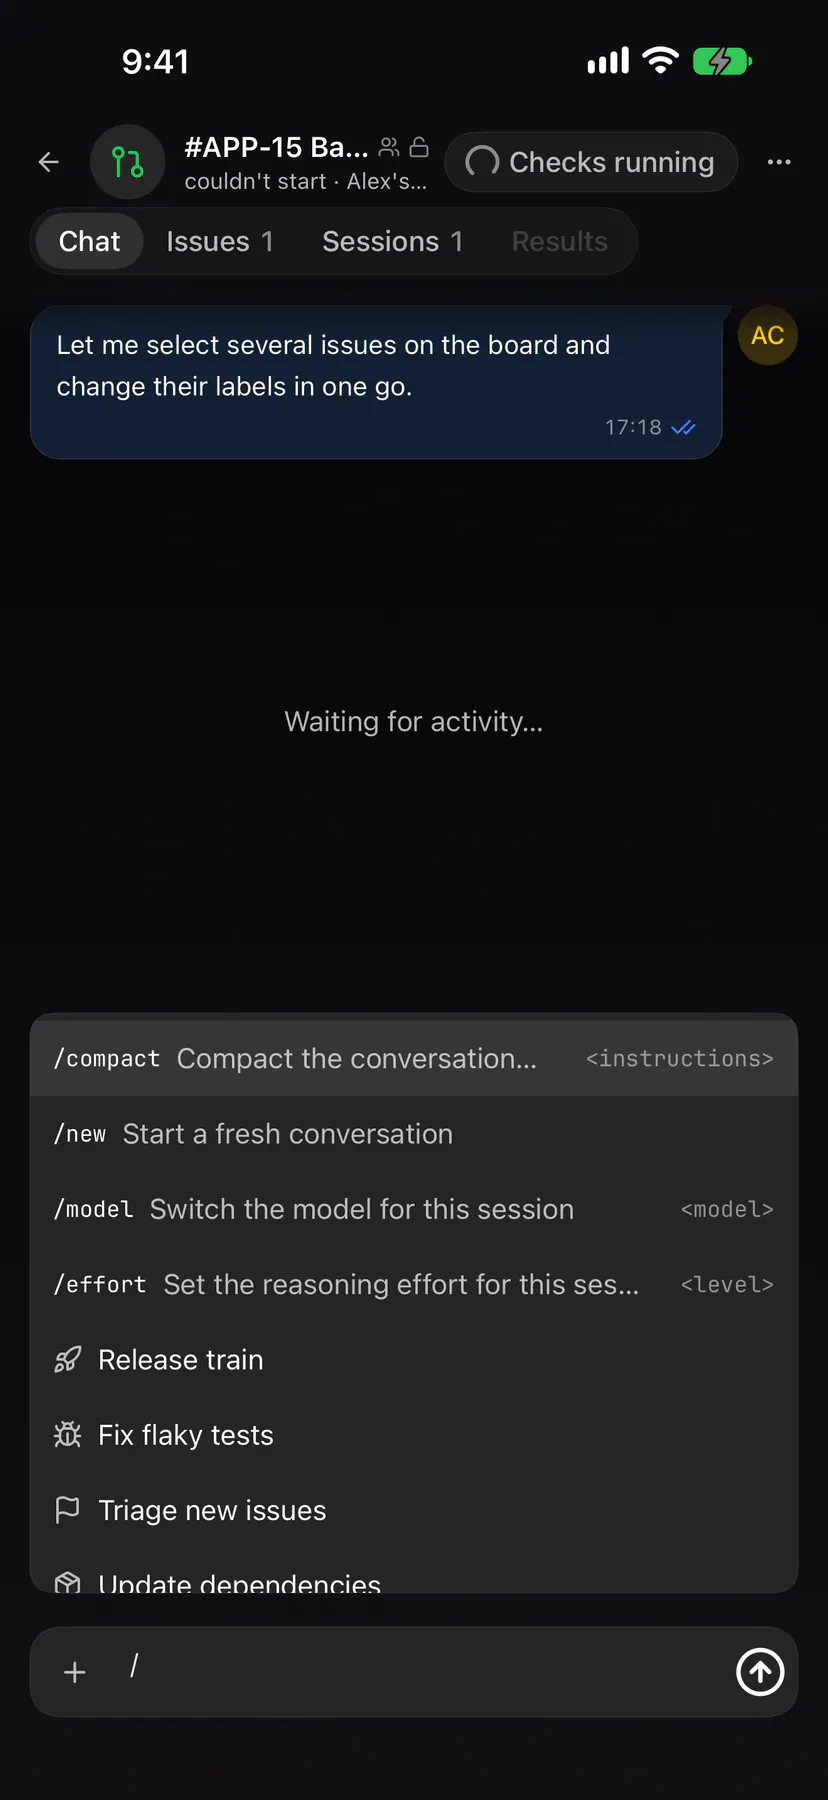 9:41
#APP-15 Ba...
couldn't start · Alex's...
Checks running
Chat
Issues 1
Sessions 1
Results
Let me select several issues on the board and
change their labels in one go.
17:18
AC
Waiting for activity...
/compact Compact the conversation... <instructions>
/new Start a fresh conversation
/model Switch the model for this session <model>
/effort Set the reasoning effort for this ses... <level>
Release train
Fix flaky tests
Triage new issues
Update dependencies
/